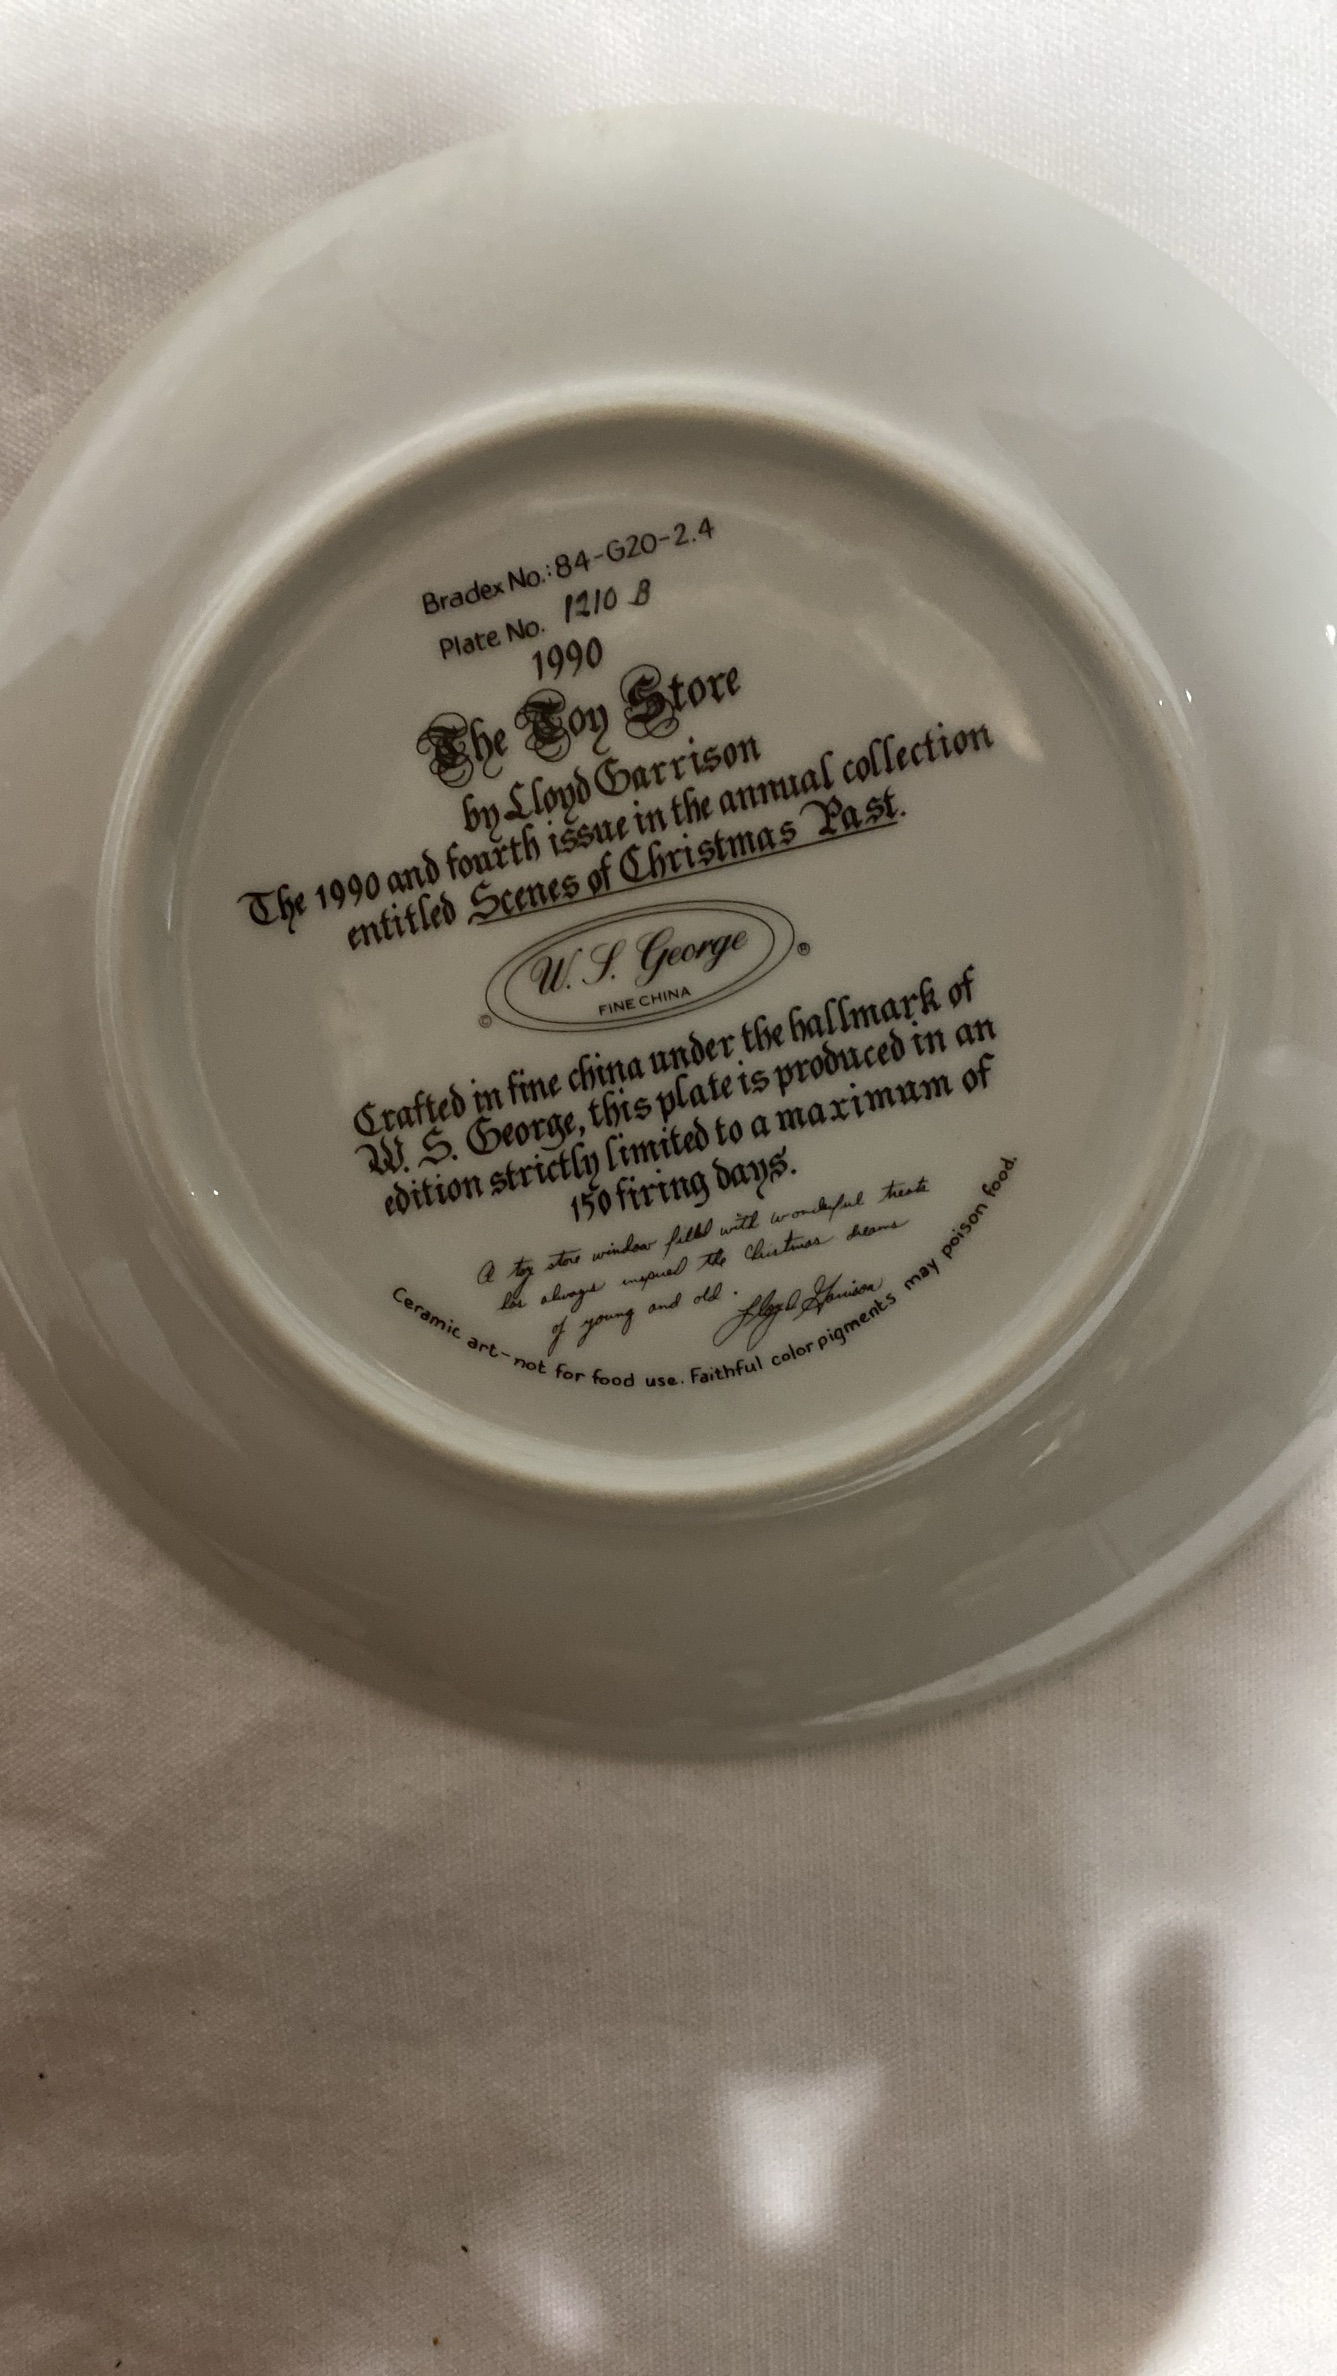 Bradex No.: 84-G20-2.4
Plate No. 1210 B
1990
The Toy Store
by Lloyd Garrison
The 1990 and fourth issue in the annual collection
entitled Scenes of Christmas Past.
W. S. George ®
© FINE CHINA
Crafted in fine china under the hallmark of
W. S. George, this plate is produced in an
edition strictly limited to a maximum of
150 firing days.
A toy store window filled with wonderful treats
has always inspired the Christmas dreams
of young and old.
Lloyd Garrison
Ceramic art-not for food use. Faithful color pigments may poison food.